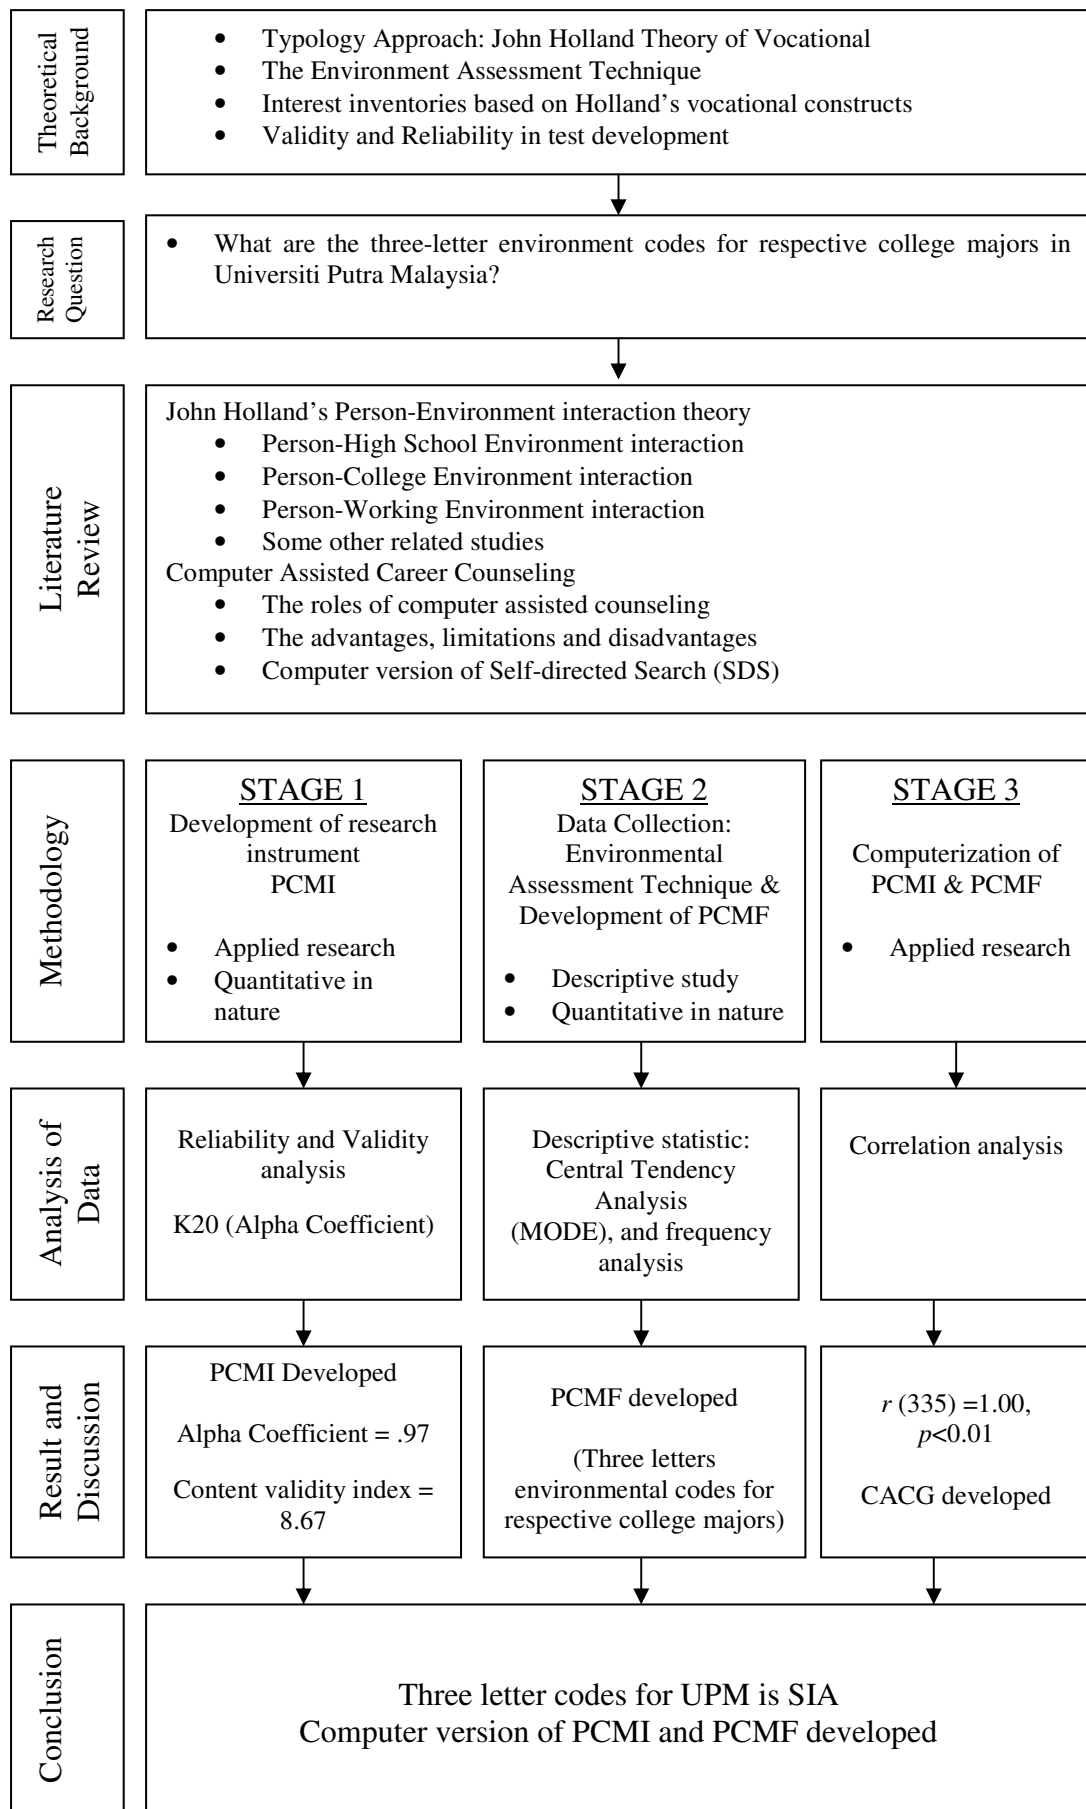 Theoretical
Background
• Typology Approach: John Holland Theory of Vocational
• The Environment Assessment Technique
• Interest inventories based on Holland's vocational constructs
• Validity and Reliability in test development
Research
Question
• What are the three-letter environment codes for respective college majors in
Universiti Putra Malaysia?
Literature
Review
John Holland's Person-Environment interaction theory
• Person-High School Environment interaction
• Person-College Environment interaction
• Person-Working Environment interaction
• Some other related studies
Computer Assisted Career Counseling
• The roles of computer assisted counseling
• The advantages, limitations and disadvantages
• Computer version of Self-directed Search (SDS)
Methodology
STAGE 1
Development of research
instrument
PCMI
• Applied research
• Quantitative in
nature
STAGE 2
Data Collection:
Environmental
Assessment Technique &
Development of PCMF
• Descriptive study
• Quantitative in nature
STAGE 3
Computerization of
PCMI & PCMF
• Applied research
Analysis of
Data
Reliability and Validity
analysis
K20 (Alpha Coefficient)
Descriptive statistic:
Central Tendency
Analysis
(MODE), and frequency
analysis
Correlation analysis
Result and
Discussion
PCMI Developed
Alpha Coefficient = .97
Content validity index =
8.67
PCMF developed
(Three letters
environmental codes for
respective college majors)
r (335) =1.00,
p<0.01
CACG developed
Conclusion
Three letter codes for UPM is SIA
Computer version of PCMI and PCMF developed